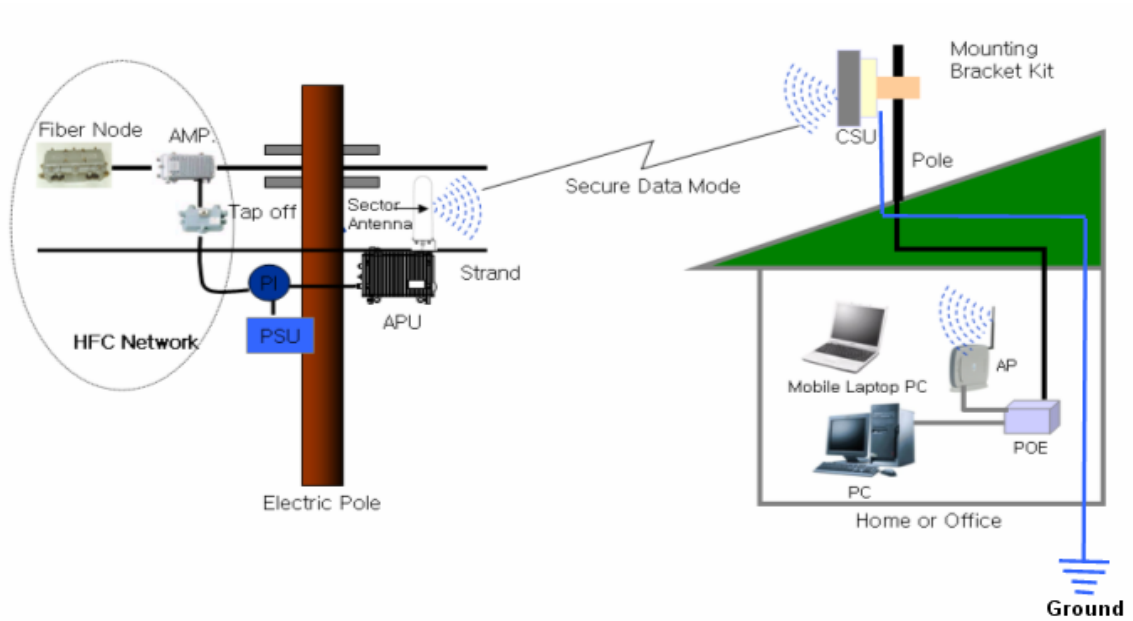 Mounting
Bracket Kit
Fiber Node
AMP.
CSU
Pole
Secure Data Mode
Tap off
Sector
Antenna
Strand
PI
APU
PSU
HFC Network
Mobile Laptop PC
AP
POE
PC
Electric Pole
Home or Office
Ground